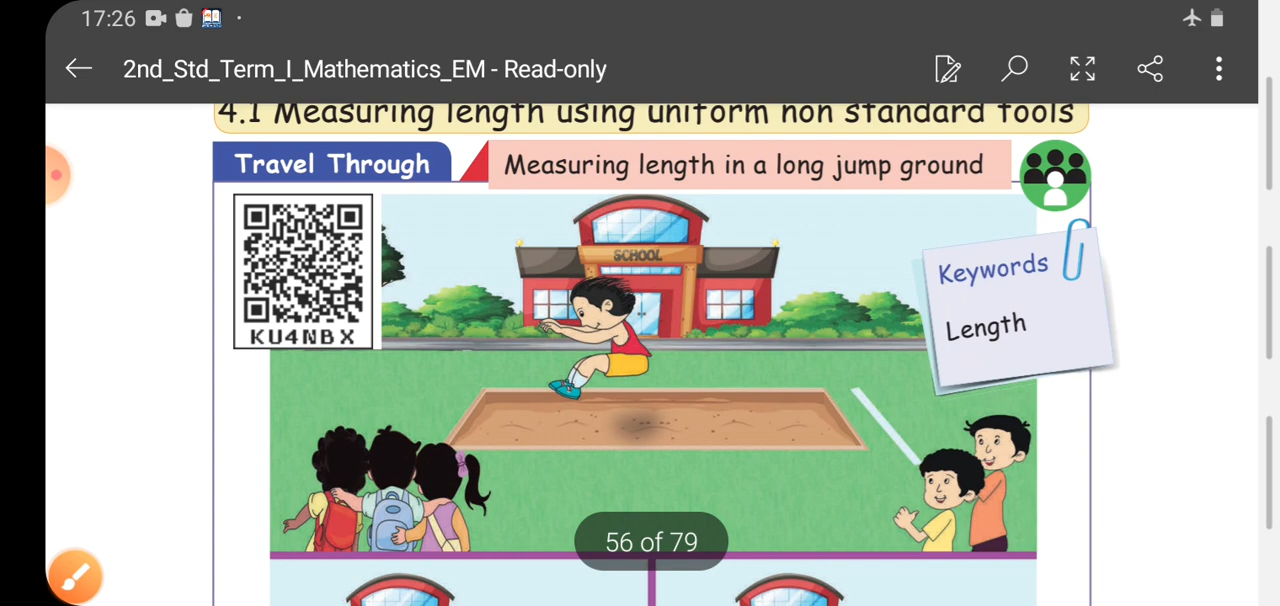 17:26
2nd_Std_Term_I_Mathematics_EM - Read-only
4.1 Measuring length using uniform non standard tools
Travel Through
Measuring length in a long jump ground
KU4NBX
SCHOOL
Keywords
Length
56 of 79